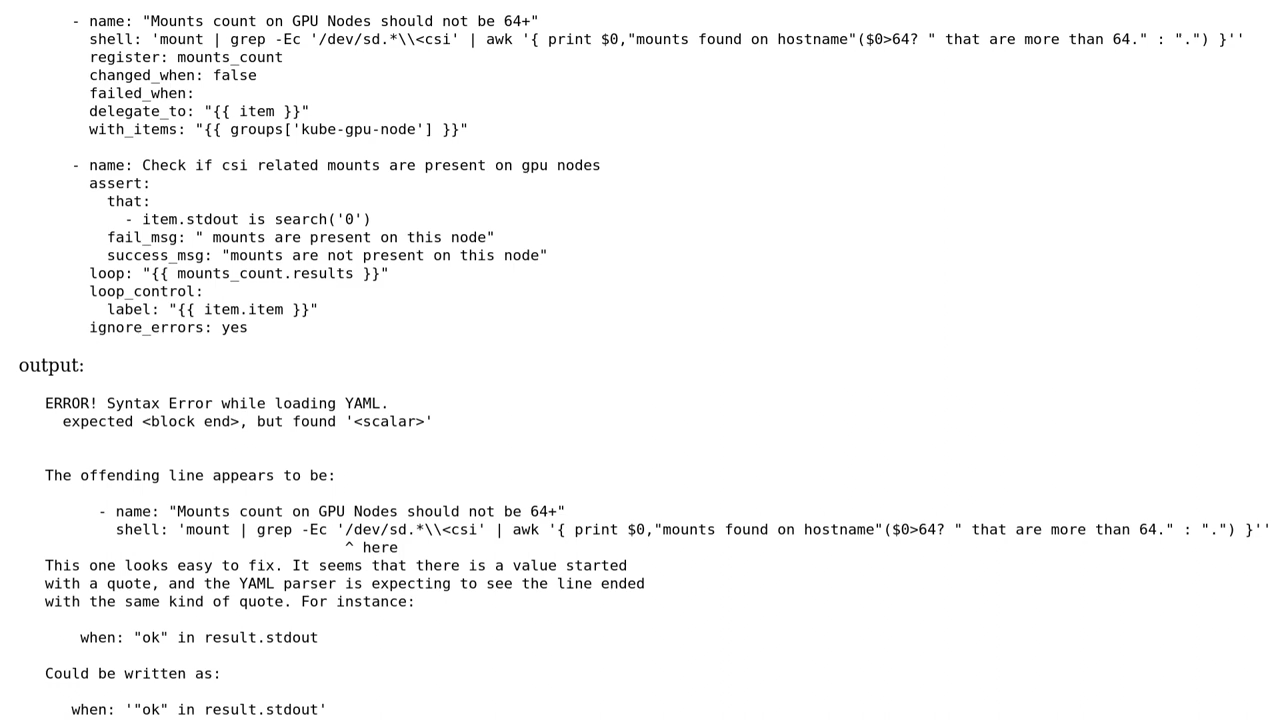 - name: "Mounts count on GPU Nodes should not be 64+"
shell: 'mount | grep -Ec '/dev/sd.*\\<csi' | awk '{ print $0,"mounts found on hostname"($0>64? " that are more than 64." : ".") }''
register: mounts_count
changed_when: false
failed_when:
delegate_to: "{{ item }}"
with_items: "{{ groups['kube-gpu-node'] }}"
- name: Check if csi related mounts are present on gpu nodes
assert:
that:
- item.stdout is search('0')
fail_msg: " mounts are present on this node"
success_msg: "mounts are not present on this node"
loop: "{{ mounts_count.results }}"
loop_control:
label: "{{ item.item }}"
ignore_errors: yes
output:
ERROR! Syntax Error while loading YAML.
expected <block end>, but found '<scalar>'
The offending line appears to be:
- name: "Mounts count on GPU Nodes should not be 64+"
shell: 'mount | grep -Ec '/dev/sd.*\\<csi' | awk '{ print $0,"mounts found on hostname"($0>64? " that are more than 64." : ".") }''
^ here
This one looks easy to fix. It seems that there is a value started
with a quote, and the YAML parser is expecting to see the line ended
with the same kind of quote. For instance:
when: "ok" in result.stdout
Could be written as:
when: '"ok" in result.stdout'